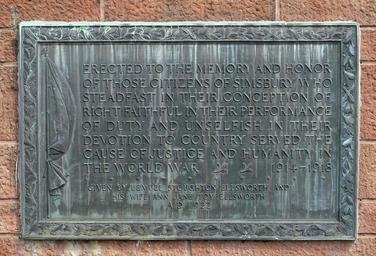 ERECTED TO THE MEMORY AND HONOR
OF THOSE CITIZENS OF SIMSBURY WHO
STEADFAST IN THEIR CONCEPTION OF
RIGHT FAITHFUL IN THEIR PERFORMANCE
OF DUTY AND UNSELFISH IN THEIR
DEVOTION TO COUNTRY SERVED THE
CAUSE OF JUSTICE AND HUMANITY IN
THE WORLD WAR 1914-1918
GIVEN BY STOUGHTON ELLSWORTH AND
HIS WIFE ANN JANE TOY ELLSWORTH
A.D.